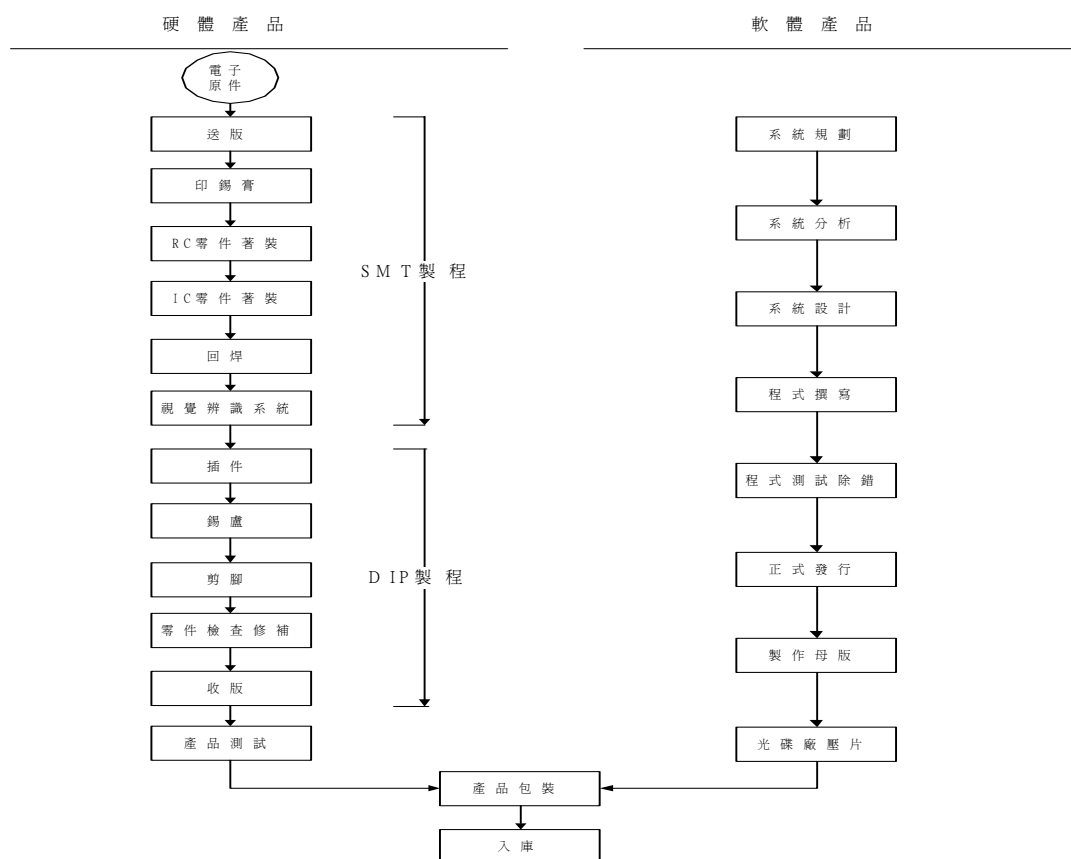 硬體產品
電子
原件
送版
印錫膏
RC零件著裝
IC零件著裝
回焊
視覺辨識系統
插件
錫盧
剪腳
零件檢查修補
收版
產品測試
SMT製程
DIP製程
軟體產品
系統規劃
系統分析
系統設計
程式撰寫
程式測試除錯
正式發行
製作母版
光碟廠壓片
產品包裝
入庫